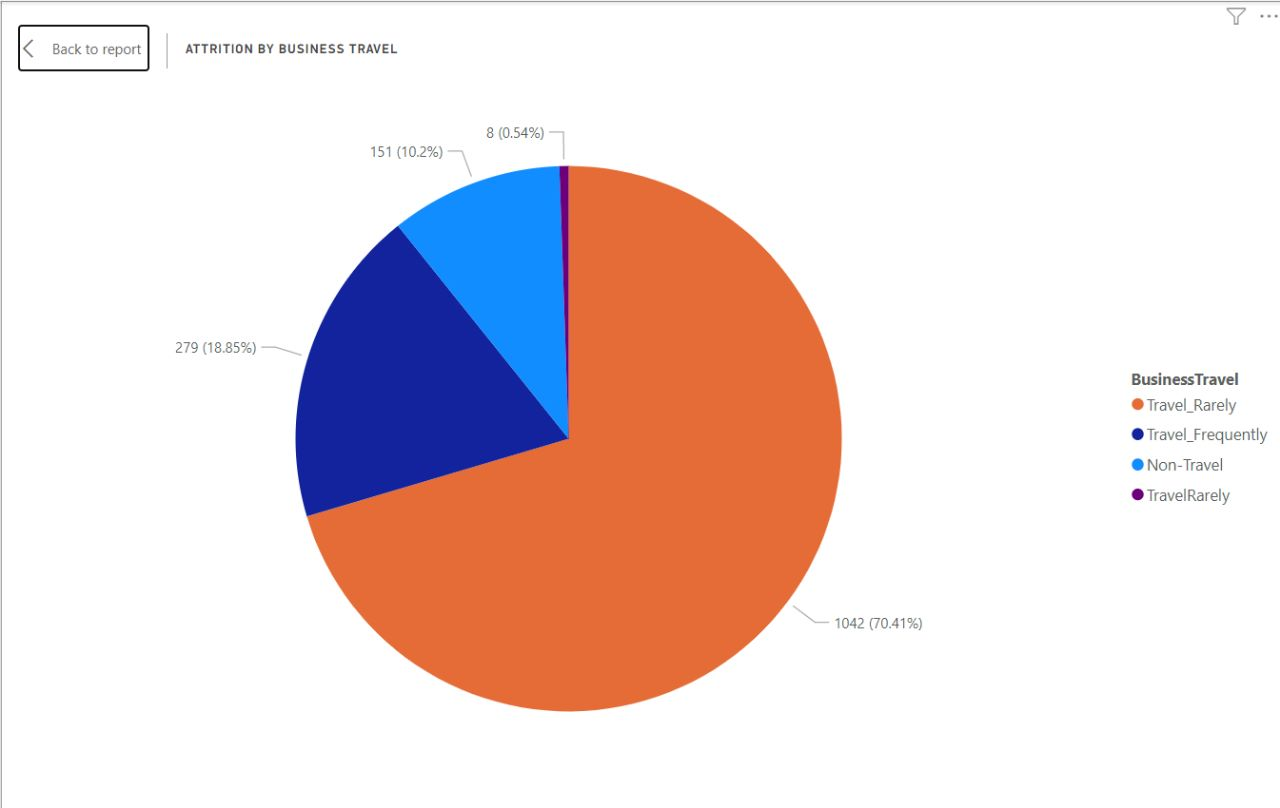 Back to report
ATTRITION BY BUSINESS TRAVEL
8 (0.54%)
151 (10.2%)
279 (18.85%)
1042 (70.41%)
BusinessTravel
Travel_Rarely
Travel_Frequently
Non-Travel
TravelRarely